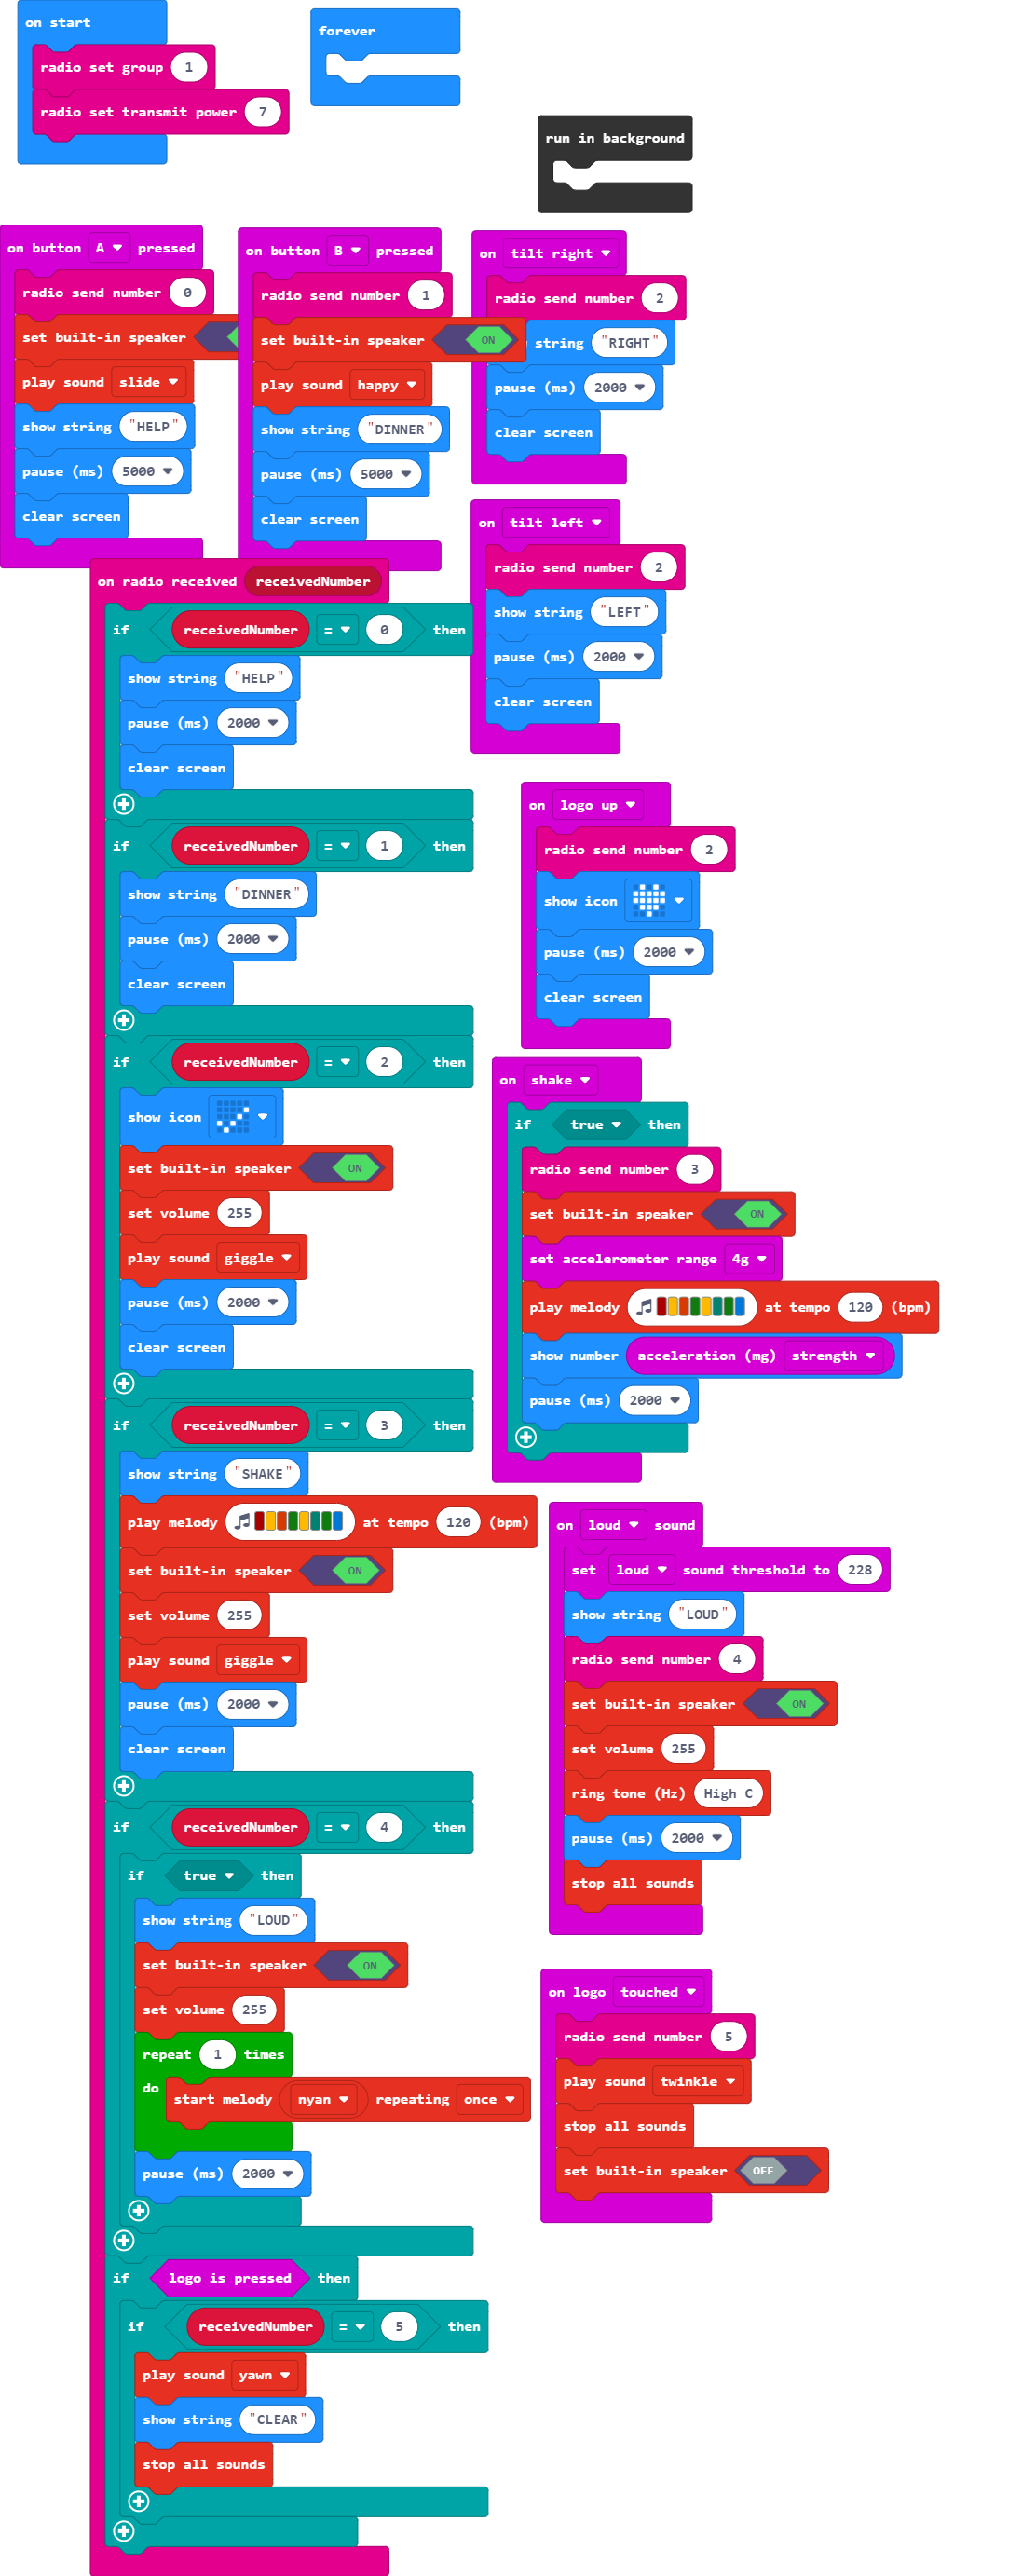 on start
radio set group 1
radio set transmit power 7
forever
run in background
on button A pressed
radio send number 0
set built-in speaker
play sound slide
show string "HELP"
pause (ms) 5000
clear screen
on button B pressed
radio send number 1
set built-in speaker ON
play sound happy
show string "DINNER"
pause (ms) 5000
clear screen
on tilt right
radio send number 2
string "RIGHT"
pause (ms) 2000
clear screen
on tilt left
radio send number 2
show string "LEFT"
pause (ms) 2000
clear screen
on radio received receivedNumber
if receivedNumber = 0 then
show string "HELP"
pause (ms) 2000
clear screen
if receivedNumber = 1 then
show string "DINNER"
pause (ms) 2000
clear screen
if receivedNumber = 2 then
show icon
set built-in speaker ON
set volume 255
play sound giggle
pause (ms) 2000
clear screen
if receivedNumber = 3 then
show string "SHAKE"
play melody at tempo 120 (bpm)
set built-in speaker ON
set volume 255
play sound giggle
pause (ms) 2000
clear screen
if receivedNumber = 4 then
if true then
show string "LOUD"
set built-in speaker ON
set volume 255
repeat 1 times
do start melody nyan repeating once
pause (ms) 2000
if logo is pressed then
if receivedNumber = 5 then
play sound yawn
show string "CLEAR"
stop all sounds
on logo up
radio send number 2
show icon
pause (ms) 2000
clear screen
on shake
if true then
radio send number 3
set built-in speaker ON
set accelerometer range 4g
play melody at tempo 120 (bpm)
show number acceleration (mg) strength
pause (ms) 2000
on loud sound
set loud sound threshold to 228
show string "LOUD"
radio send number 4
set built-in speaker ON
set volume 255
ring tone (Hz) High C
pause (ms) 2000
stop all sounds
on logo touched
radio send number 5
play sound twinkle
stop all sounds
set built-in speaker OFF